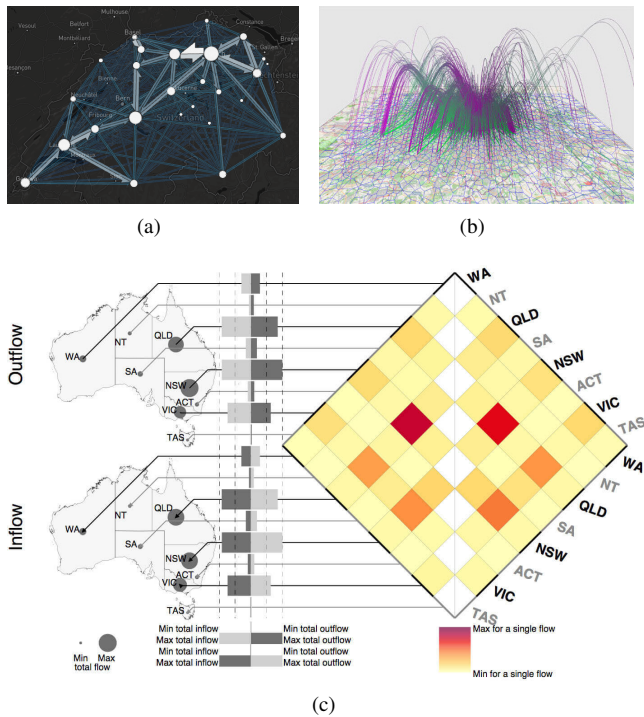 Muthouse
Vesoul
Belfort
Montbéliard
Basel
Constance
St Gallen
Besançon
Bienne
Neuchâtel
Bern
Fribourg
Switzerland
(a)
(b)
Outflow
WA
NT
QLD
SA
NSW
ACT
VIC
TAS
Inflow
WA
NT
QLD
SA
NSW
ACT
VIC
TAS
WA
NT
QLD
SA
NSW
ACT
VIC
TAS
WA
NT
QLD
SA
NSW
ACT
VIC
TAS
Min total flow
Max
Min total inflow
Max total inflow
Min total inflow
Max total inflow
Min total outflow
Max total outflow
Min total outflow
Max total outflow
Max for a single flow
Min for a single flow
(c)